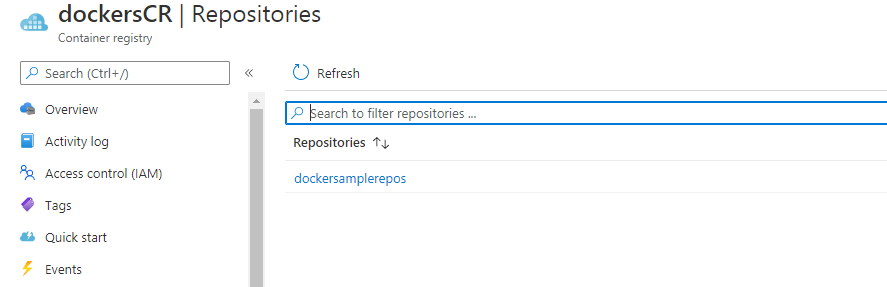 dockersCR | Repositories
Container registry
Search (Ctrl+/)
«
Refresh
Overview
Activity log
Access control (IAM)
Tags
Quick start
Events
Search to filter repositories ...
Repositories ↑↓
dockersamplerepos